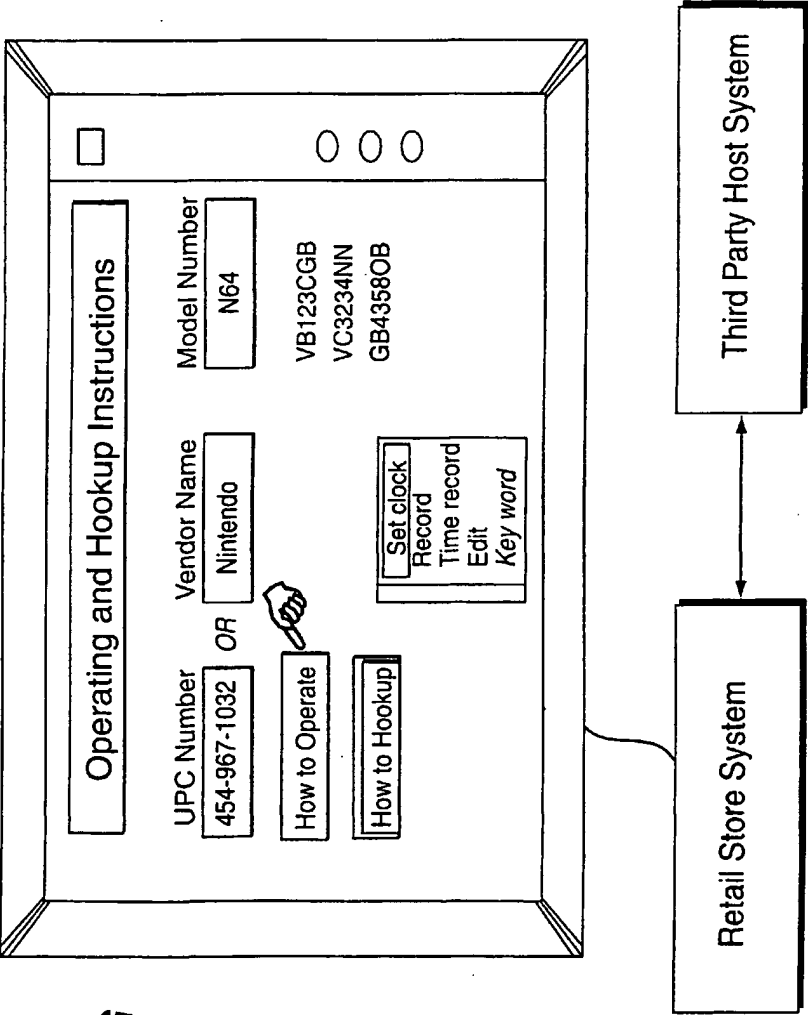 Operating and Hookup Instructions
UPC Number
Vendor Name
Model Number
454-967-1032
OR
Nintendo
N64
How to Operate
VB123CGB
VC3234NN
GB4358OB
How to Hookup
Set clock
Record
Time record
Edit
Key word
Retail Store System
Third Party Host System